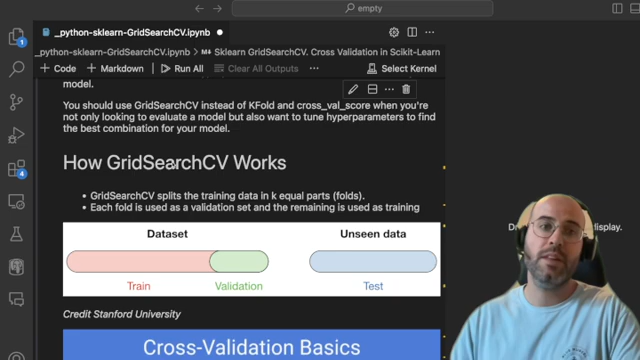 empty
_python-sklearn-GridSearchCV.ipynb
_python-sklearn-GridSearchCV.ipynb > M↓ Sklearn GridSearchCV. Cross Validation in Scikit-Learn
+ Code + Markdown Run All Clear All Outputs ... Select Kernel
model.
You should use GridSearchCV instead of KFold and cross_val_score when you're
not only looking to evaluate a model but also want to tune hyperparameters to find
the best combination for your model.
How GridSearchCV Works
• GridSearchCV splits the training data in k equal parts (folds).
• Each fold is used as a validation set and the remaining is used as training
Dataset Unseen data
Train Validation Test
Credit Stanford University
Cross-Validation Basics
display.
1
4